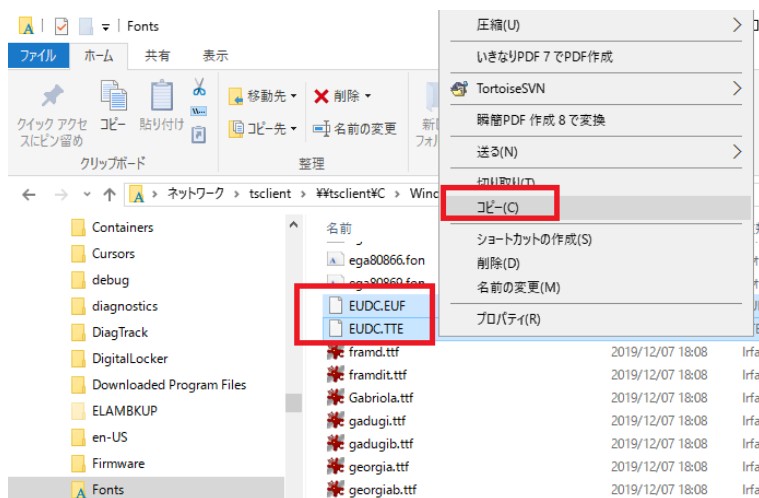 Fonts
ファイル ホーム 共有 表示
クイック アクセスにピン留め
コピー
貼り付け
移動先
コピー先
削除
名前の変更
クリップボード
整理
ネットワーク > tsclient > ¥¥tsclient¥C >
圧縮(U)
いきなりPDF 7 でPDF作成
TortoiseSVN
瞬簡PDF 作成 8 で変換
送る(N)
切り取り(T)
コピー(C)
ショートカットの作成(S)
削除(D)
名前の変更(M)
プロパティ(R)
Containers
Cursors
debug
diagnostics
DiagTrack
DigitalLocker
Downloaded Program Files
ELAMBKUP
en-US
Firmware
Fonts
名前
ega80866.fon
ega80869.fon
EUDC.EUF
EUDC.TTE
framd.ttf 2019/12/07 18:08
framdit.ttf 2019/12/07 18:08
Gabriola.ttf 2019/12/07 18:08
gadugi.ttf 2019/12/07 18:08
gadugib.ttf 2019/12/07 18:08
georgia.ttf 2019/12/07 18:08
georgiab.ttf 2019/12/07 18:08